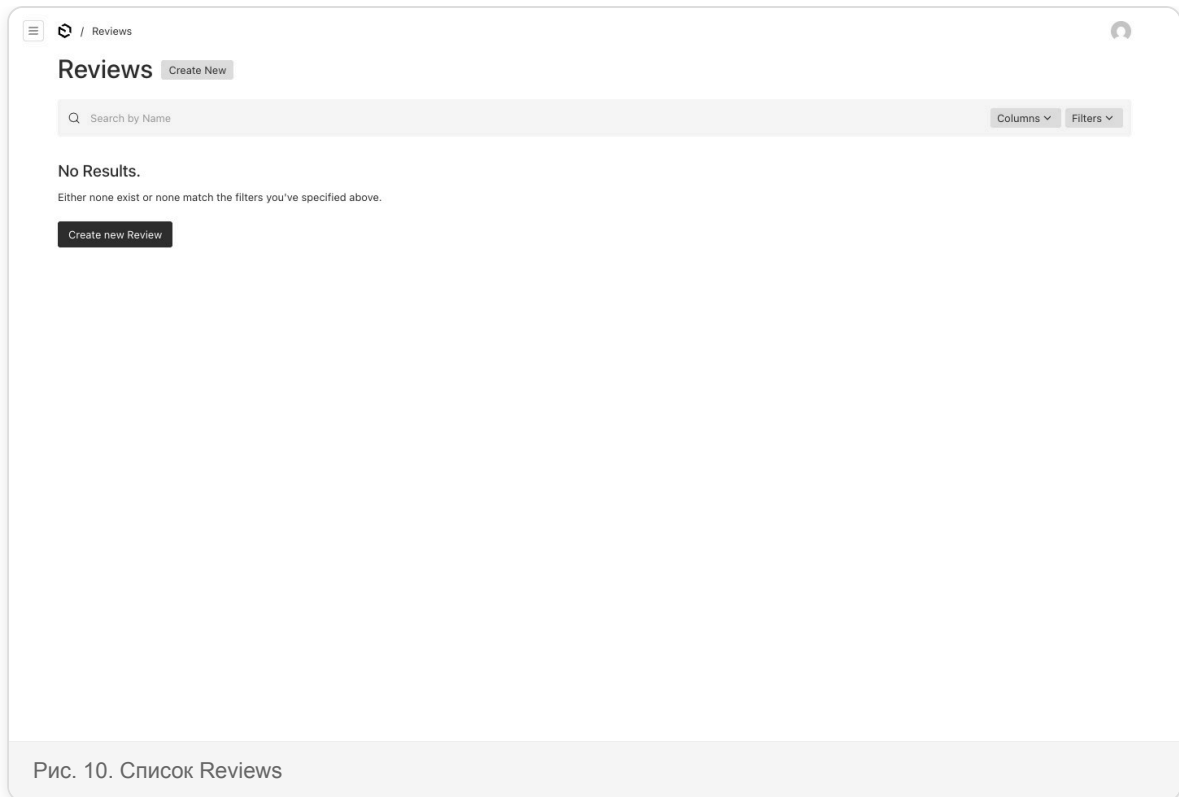 / Reviews
Reviews Create New
Search by Name Columns Filters
No Results.
Either none exist or none match the filters you've specified above.
Create new Review
Рис. 10. Список Reviews